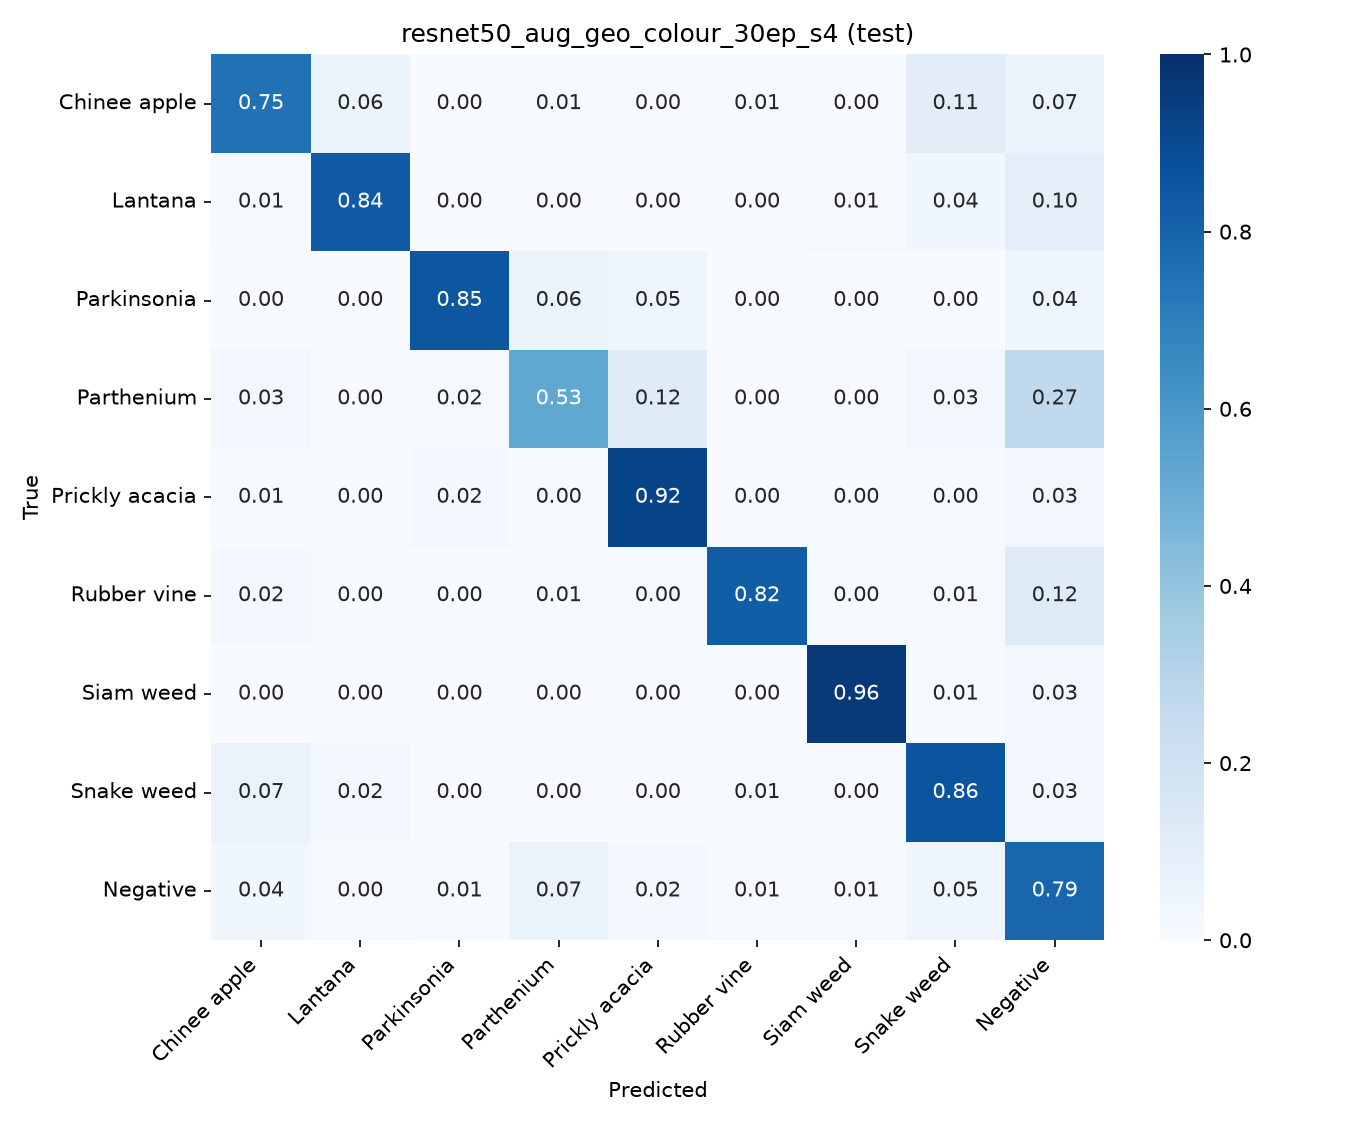 resnet50_aug_geo_colour_30ep_s4 (test)
Chinee apple 0.75 0.06 0.00 0.01 0.00 0.01 0.00 0.11 0.07
Lantana 0.01 0.84 0.00 0.00 0.00 0.00 0.01 0.04 0.10
Parkinsonia 0.00 0.00 0.85 0.06 0.05 0.00 0.00 0.00 0.04
Parthenium 0.03 0.00 0.02 0.53 0.12 0.00 0.00 0.03 0.27
Prickly acacia 0.01 0.00 0.02 0.00 0.92 0.00 0.00 0.00 0.03
Rubber vine 0.02 0.00 0.00 0.01 0.00 0.82 0.00 0.01 0.12
Siam weed 0.00 0.00 0.00 0.00 0.00 0.00 0.96 0.01 0.03
Snake weed 0.07 0.02 0.00 0.00 0.00 0.01 0.00 0.86 0.03
Negative 0.04 0.00 0.01 0.07 0.02 0.01 0.01 0.05 0.79
True
Chinee apple
Lantana
Parkinsonia
Parthenium
Prickly acacia
Rubber vine
Siam weed
Snake weed
Negative
Predicted
1.0
0.8
0.6
0.4
0.2
0.0